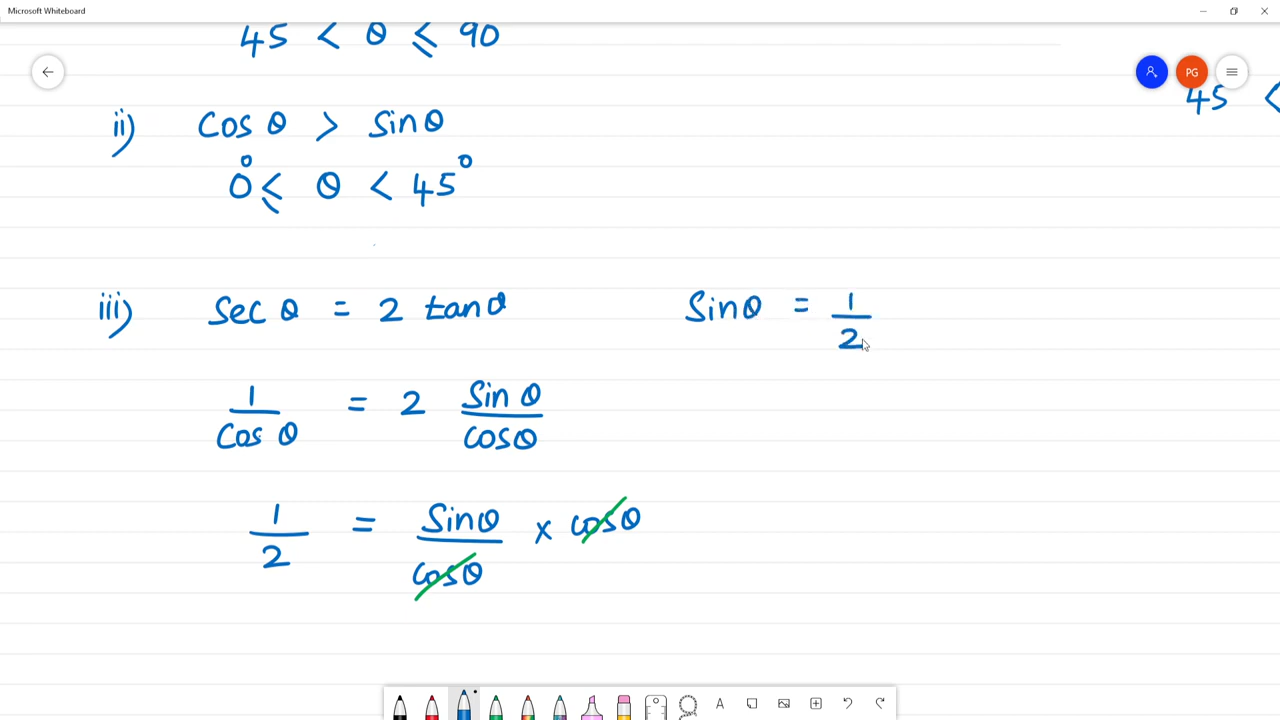 Microsoft Whiteboard
45 < θ ≤ 90
PG
45 <
ii) Cos θ > Sin θ
0° ≤ θ < 45°
iii) Sec θ = 2 tan θ
Sin θ = 1/2
1/Cos θ = 2 Sin θ/cos θ
1/2 = Sin θ/cos θ × cos θ
A